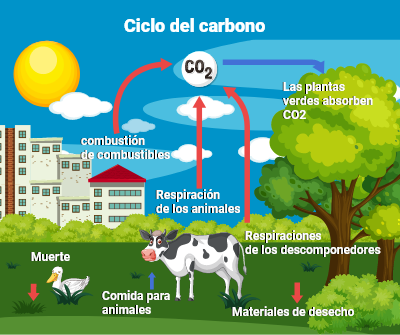 Ciclo del carbono
CO2
Las plantas
verdes absorben
CO2
combustión
de combustibles
Respiración
de los animales
Respiraciones
de los descomponedores
Muerte
Comida para
animales
Materiales de desecho